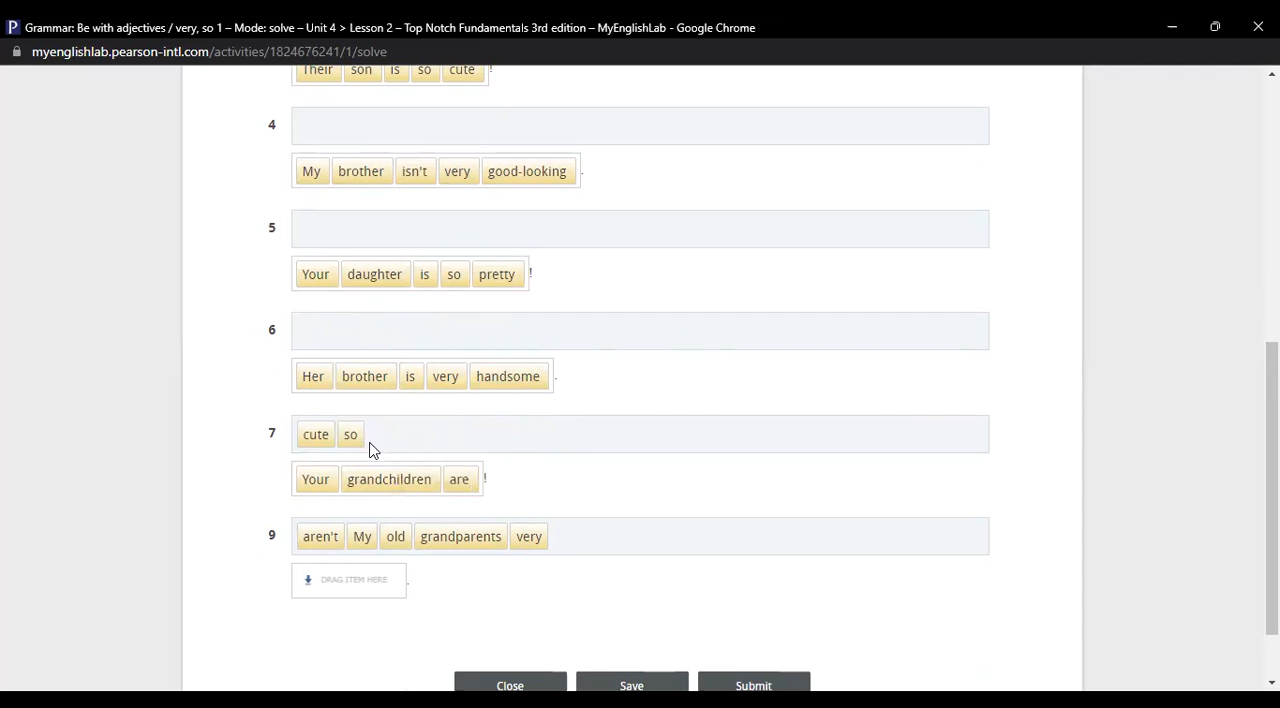 Grammar: Be with adjectives / very, so 1 – Mode: solve – Unit 4 > Lesson 2 – Top Notch Fundamentals 3rd edition – MyEnglishLab - Google Chrome
myenglishlab.pearson-intl.com/activities/1824676241/1/solve
Their son is so cute !
4
My brother isn't very good-looking .
5
Your daughter is so pretty !
6
Her brother is very handsome .
7 cute so
Your grandchildren are !
9 aren't My old grandparents very
DRAG ITEM HERE .
Close Save Submit